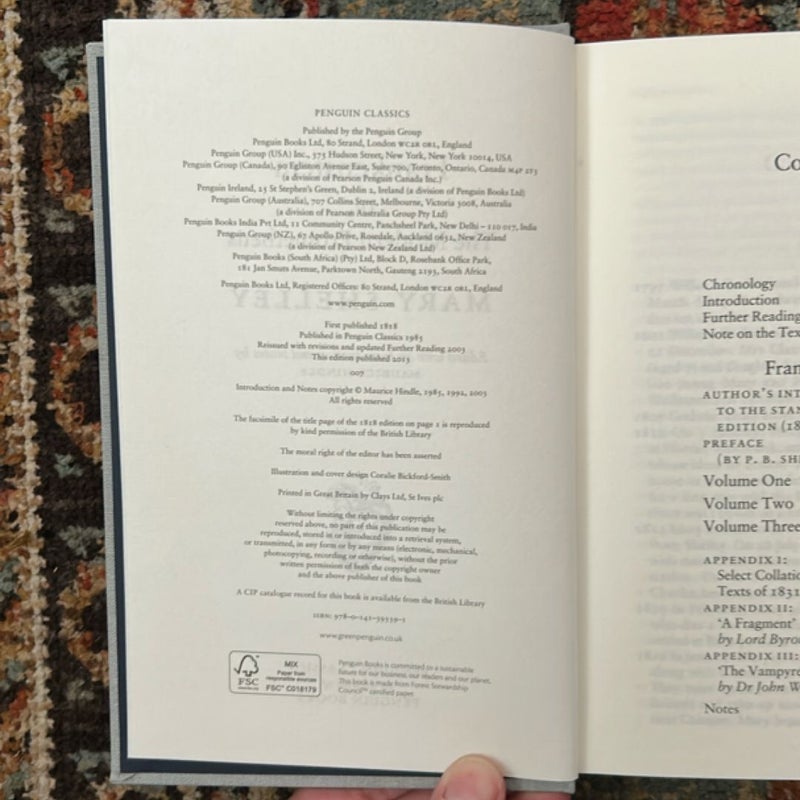 PENGUIN CLASSICS
Published by the Penguin Group
Penguin Books Ltd, 80 Strand, London WC2R 0RL, England
Penguin Group (USA) Inc., 375 Hudson Street, New York, New York 10014, USA
Penguin Group (Canada), 90 Eglinton Avenue East, Suite 700, Toronto, Ontario, Canada M4P 2Y3
(a division of Pearson Penguin Canada Inc.)
Penguin Ireland, 25 St Stephen's Green, Dublin 2, Ireland (a division of Penguin Books Ltd)
Penguin Group (Australia), 707 Collins Street, Melbourne, Victoria 3008, Australia
(a division of Pearson Australia Group Pty Ltd)
Penguin Books India Pvt Ltd, 11 Community Centre, Panchsheel Park, New Delhi – 110 017, India
Penguin Group (NZ), 67 Apollo Drive, Rosedale, Auckland 0632, New Zealand
(a division of Pearson New Zealand Ltd)
Penguin Books (South Africa) (Pty) Ltd, Block D, Rosebank Office Park,
181 Jan Smuts Avenue, Parktown North, Gauteng 2193, South Africa
Penguin Books Ltd, Registered Offices: 80 Strand, London WC2R 0RL, England
www.penguin.com
First published 1818
Published in Penguin Classics 1985
Reissued with revisions and updated Further Reading 2003
This edition published 2013
007
Introduction and Notes copyright © Maurice Hindle, 1985, 1992, 2003
All rights reserved
The facsimile of the title page of the 1818 edition on page 1 is reproduced
by kind permission of the British Library
The moral right of the editor has been asserted
Illustration and cover design Coralie Bickford-Smith
Printed in Great Britain by Clays Ltd, St Ives plc
Without limiting the rights under copyright
reserved above, no part of this publication may be
reproduced, stored in or introduced into a retrieval system,
or transmitted, in any form or by any means (electronic, mechanical,
photocopying, recording or otherwise), without the prior
written permission of both the copyright owner
and the above publisher of this book
A CIP catalogue record for this book is available from the British Library
ISBN: 978-0-141-39339-1
www.greenpenguin.co.uk
FSC
MIX
Paper from
responsible sources
FSC™ C018179
Penguin Books is committed to a sustainable
future for our business, our readers and our planet.
This book is made from Forest Stewardship
Council™ certified paper.
Co
Chronology
Introduction
Further Reading
Note on the Tex
Fran
AUTHOR'S INT
TO THE STAN
EDITION (18
PREFACE
(BY P. B. SHE
Volume One
Volume Two
Volume Three
APPENDIX I:
Select Collatio
Texts of 1831
APPENDIX II:
'A Fragment'
by Lord Byro
APPENDIX III:
'The Vampyre
by Dr John W
Notes